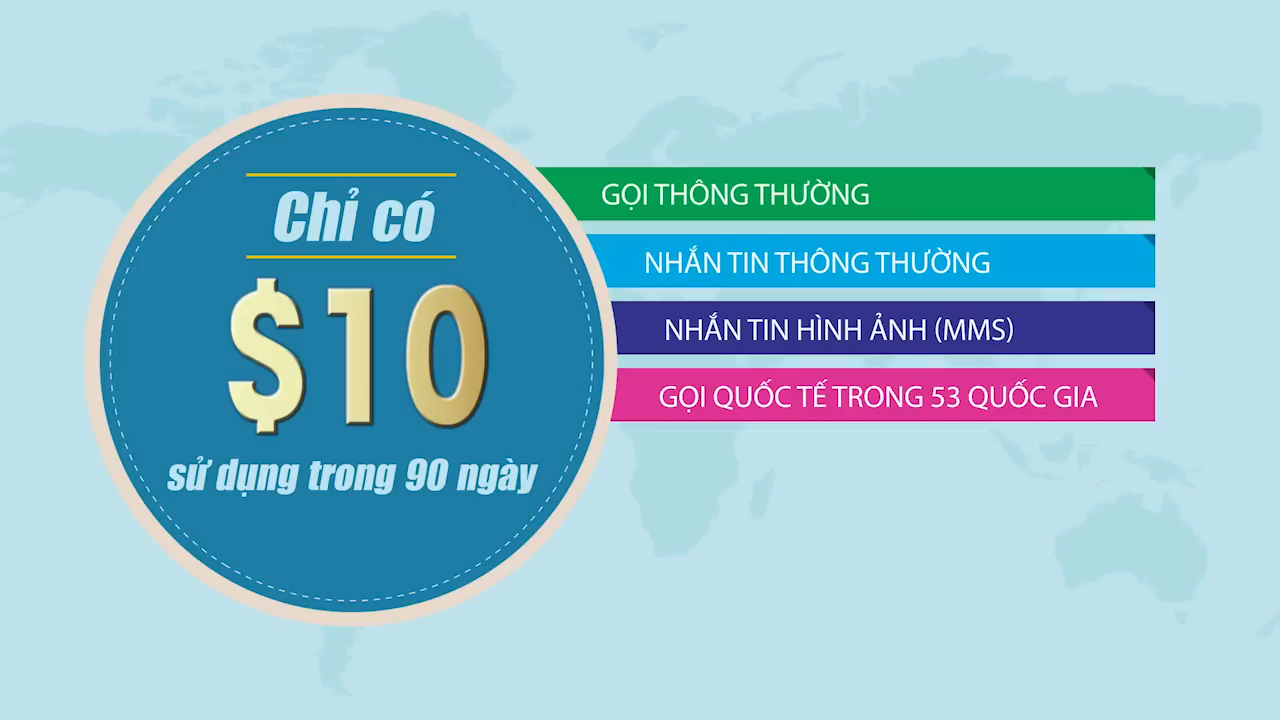 Chỉ có
$10
sử dụng trong 90 ngày
GỌI THÔNG THƯỜNG
NHẮN TIN THÔNG THƯỜNG
NHẮN TIN HÌNH ẢNH (MMS)
GỌI QUỐC TẾ TRONG 53 QUỐC GIA